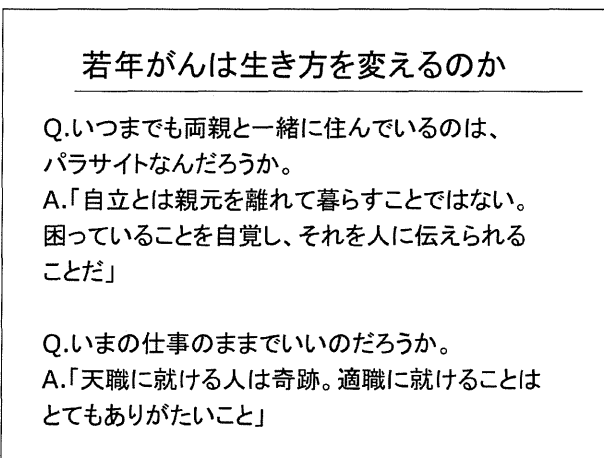 若年がんは生き方を変えるのか
Q.いつまでも両親と一緒に住んでいるのは、
パラサイトなんだろうか。
A.「自立とは親元を離れて暮らすことではない。
困っていることを自覚し、それを人に伝えられる
ことだ」
Q.いまの仕事のままでいいのだろうか。
A.「天職に就ける人は奇跡。適職に就けることは
とてもありがたいこと」